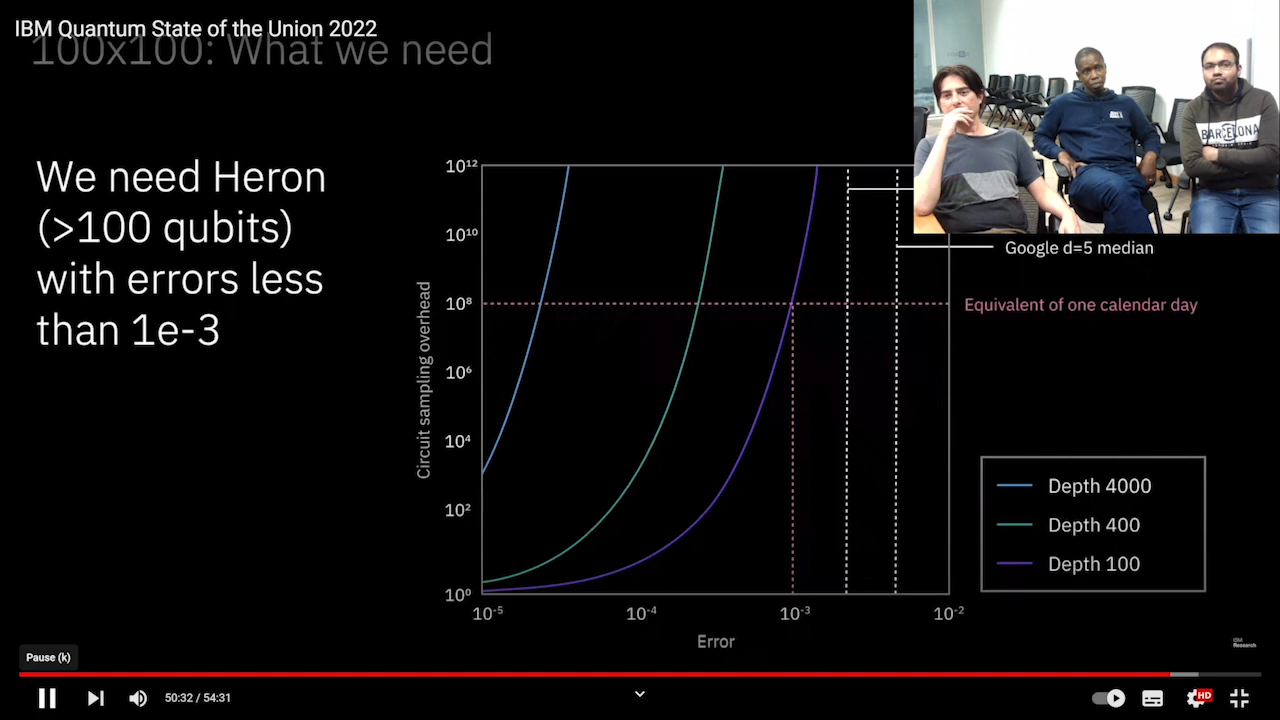 IBM Quantum State of the Union 2022
100x100: What we need
We need Heron
(>100 qubits)
with errors less
than 1e-3
10¹²
10¹⁰
10⁸
10⁶
10⁴
10²
10⁰
Circuit sampling overhead
10⁻⁵
10⁻⁴
10⁻³
10⁻²
Error
Google d=5 median
Equivalent of one calendar day
Depth 4000
Depth 400
Depth 100
BARCELONA
IBM
Research
Pause (k)
50:32 / 54:31
HD